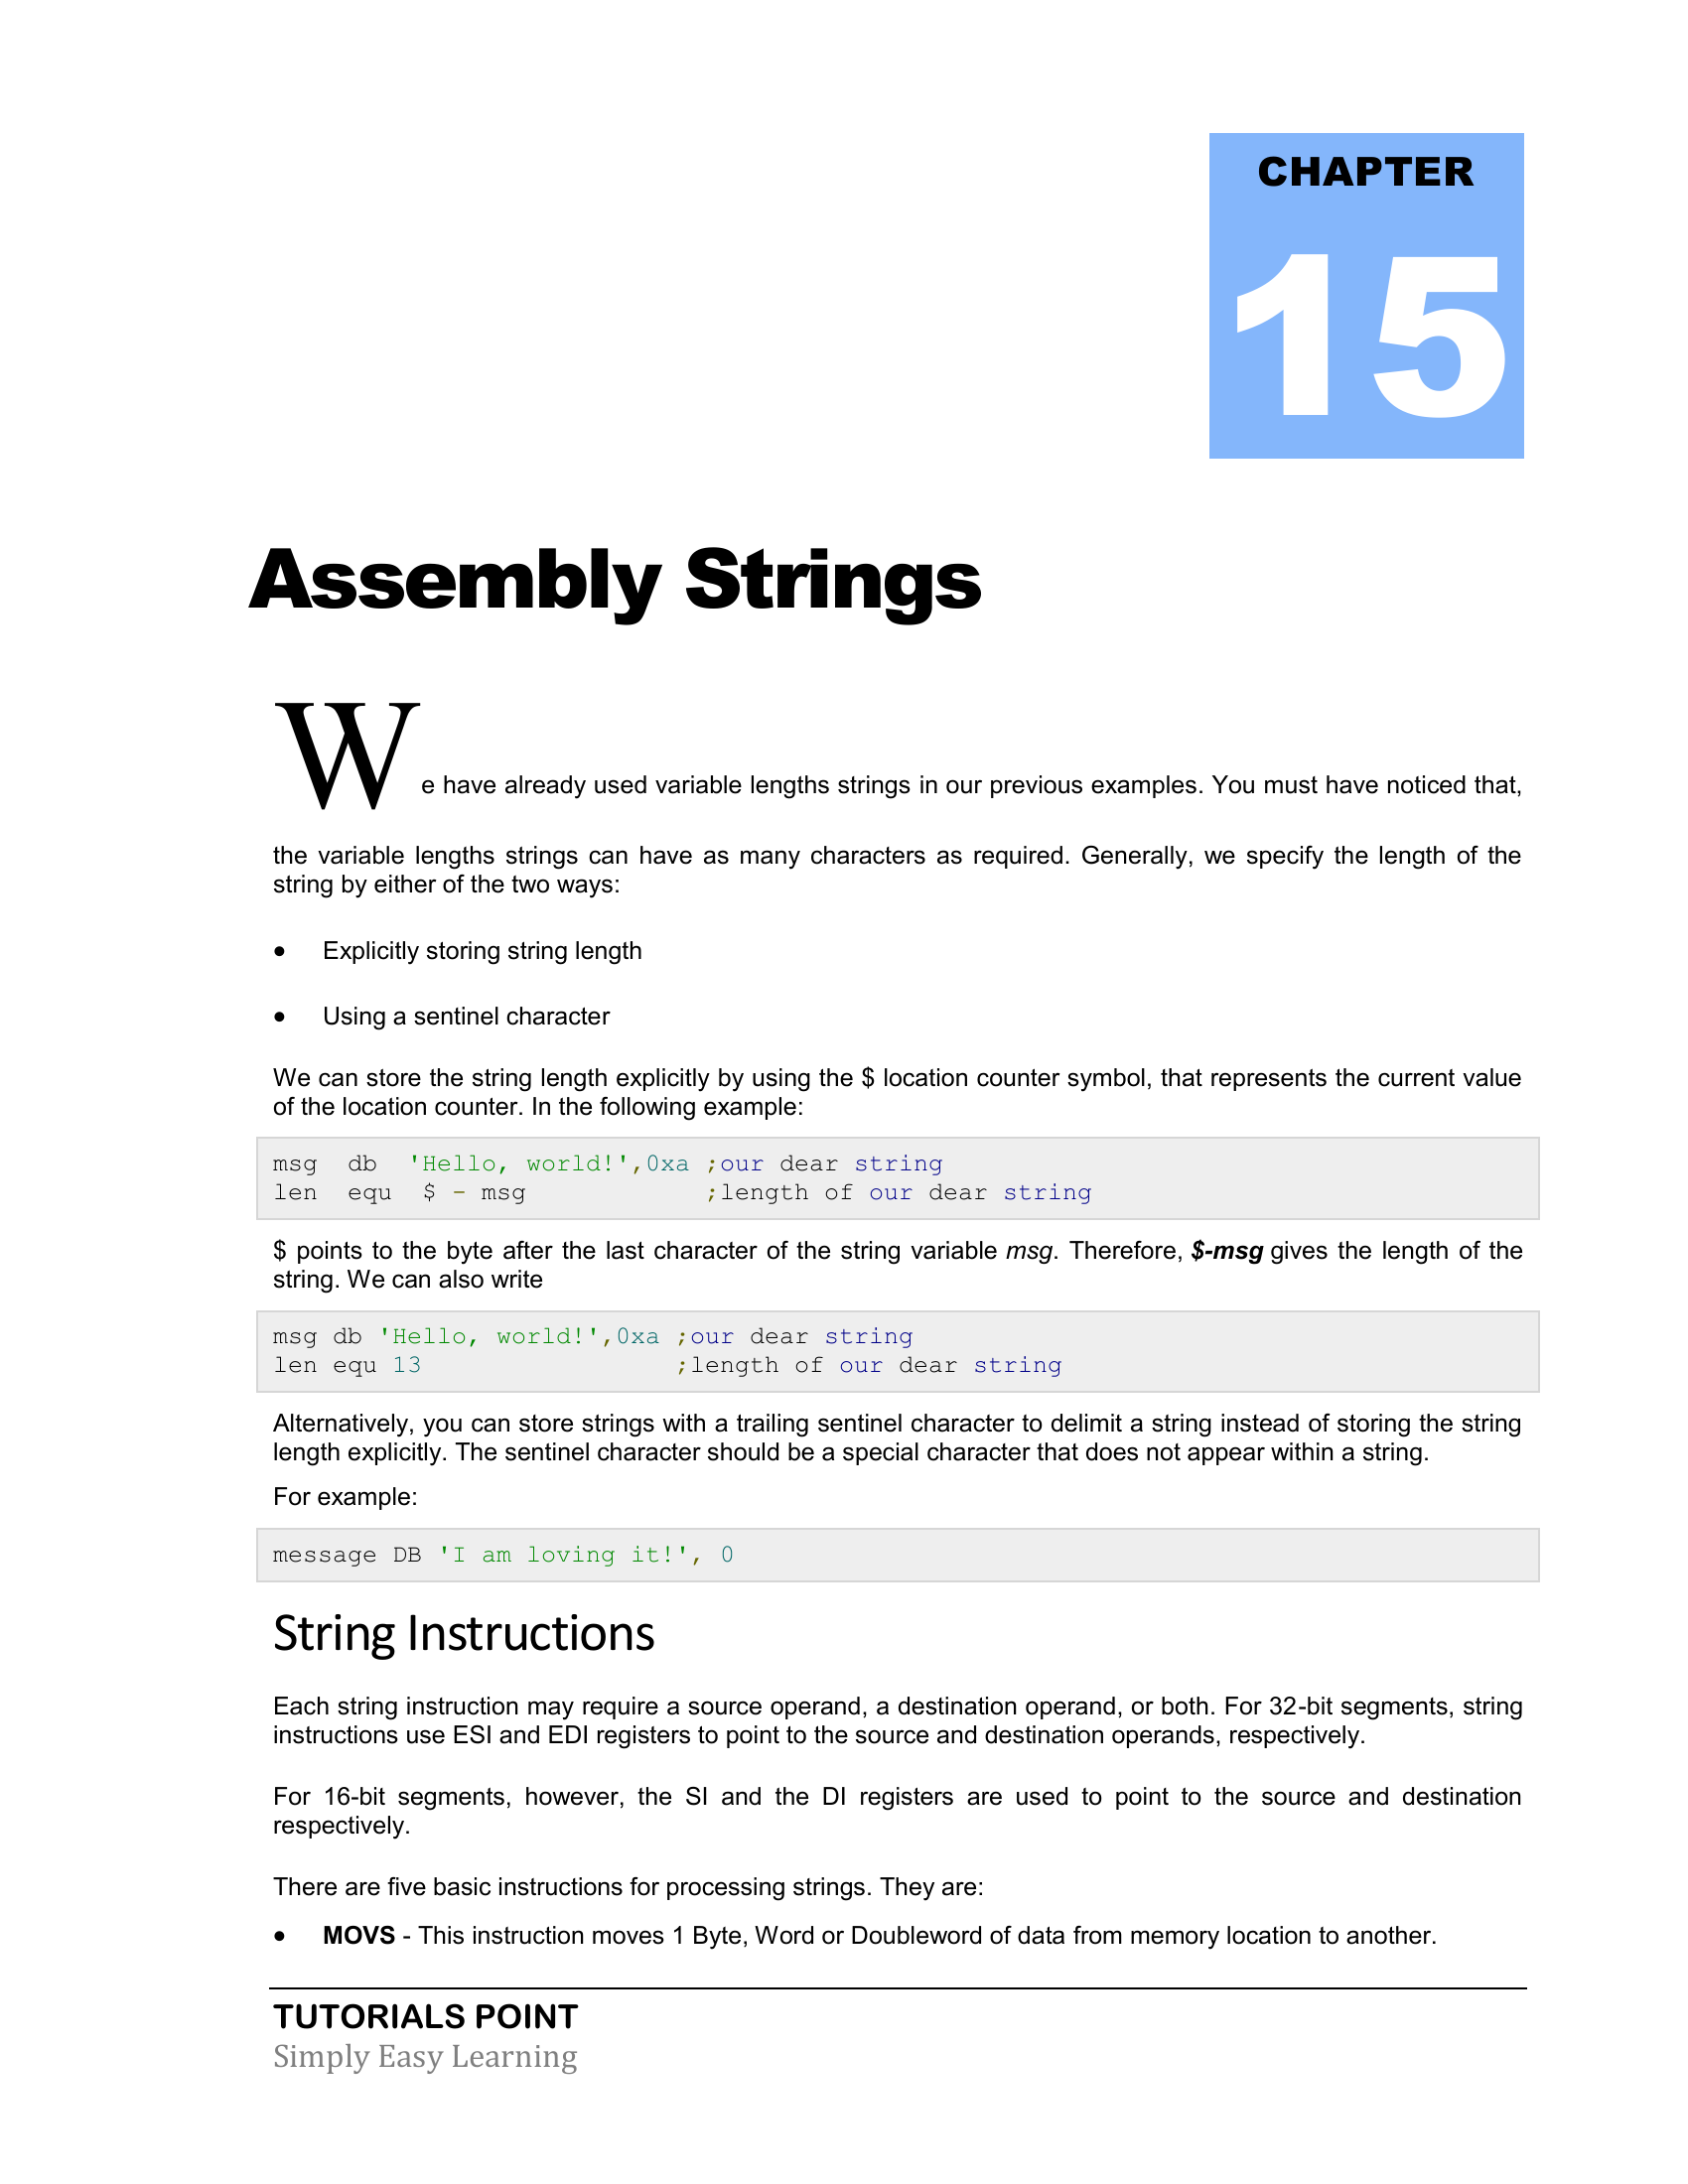 CHAPTER
15
Assembly Strings
We have already used variable lengths strings in our previous examples. You must have noticed that,
the variable lengths strings can have as many characters as required. Generally, we specify the length of the
string by either of the two ways:
• Explicitly storing string length
• Using a sentinel character
We can store the string length explicitly by using the $ location counter symbol, that represents the current value
of the location counter. In the following example:
msg  db  'Hello, world!',0xa ;our dear string
len  equ  $ - msg            ;length of our dear string
$ points to the byte after the last character of the string variable msg. Therefore, $-msg gives the length of the
string. We can also write
msg db 'Hello, world!',0xa ;our dear string
len equ 13                 ;length of our dear string
Alternatively, you can store strings with a trailing sentinel character to delimit a string instead of storing the string
length explicitly. The sentinel character should be a special character that does not appear within a string.
For example:
message DB 'I am loving it!', 0
String Instructions
Each string instruction may require a source operand, a destination operand, or both. For 32-bit segments, string
instructions use ESI and EDI registers to point to the source and destination operands, respectively.
For 16-bit segments, however, the SI and the DI registers are used to point to the source and destination
respectively.
There are five basic instructions for processing strings. They are:
• MOVS - This instruction moves 1 Byte, Word or Doubleword of data from memory location to another.
TUTORIALS POINT
Simply Easy Learning